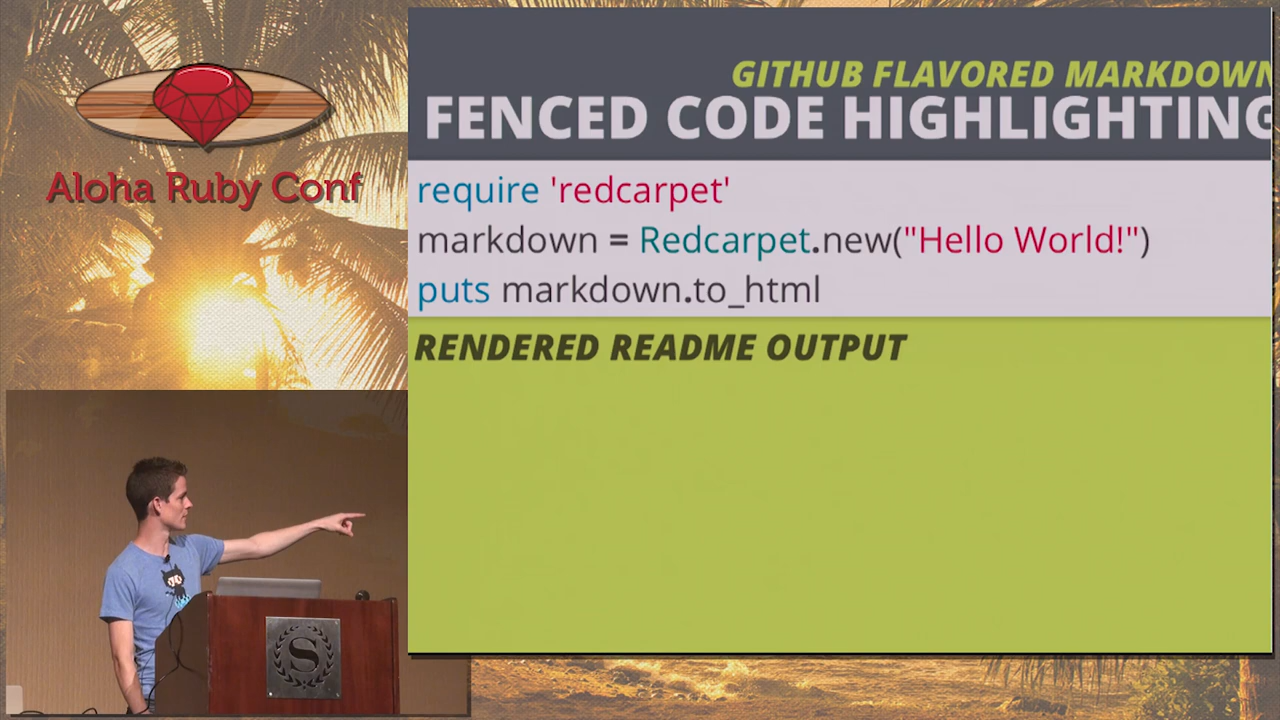 Aloha Ruby Conf
GITHUB FLAVORED MARKDOWN
FENCED CODE HIGHLIGHTING
require 'redcarpet'
markdown = Redcarpet.new("Hello World!")
puts markdown.to_html
RENDERED README OUTPUT
S